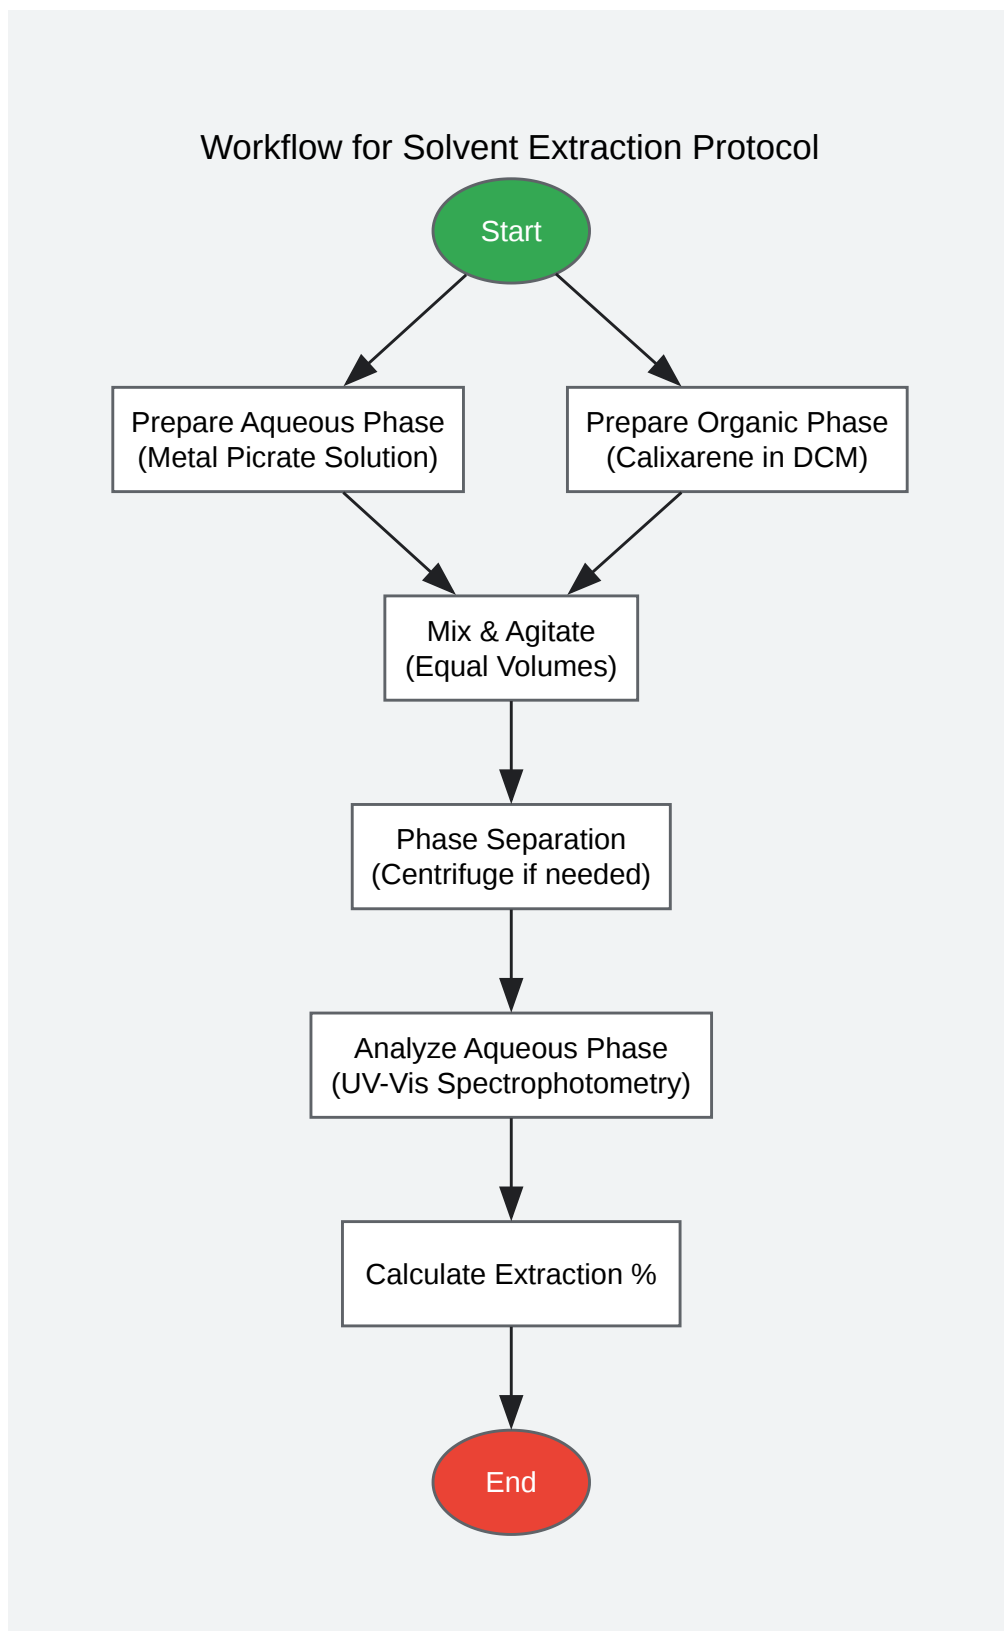 Workflow for Solvent Extraction Protocol
Start
Prepare Aqueous Phase
(Metal Picrate Solution)
Prepare Organic Phase
(Calixarene in DCM)
Mix & Agitate
(Equal Volumes)
Phase Separation
(Centrifuge if needed)
Analyze Aqueous Phase
(UV-Vis Spectrophotometry)
Calculate Extraction %
End